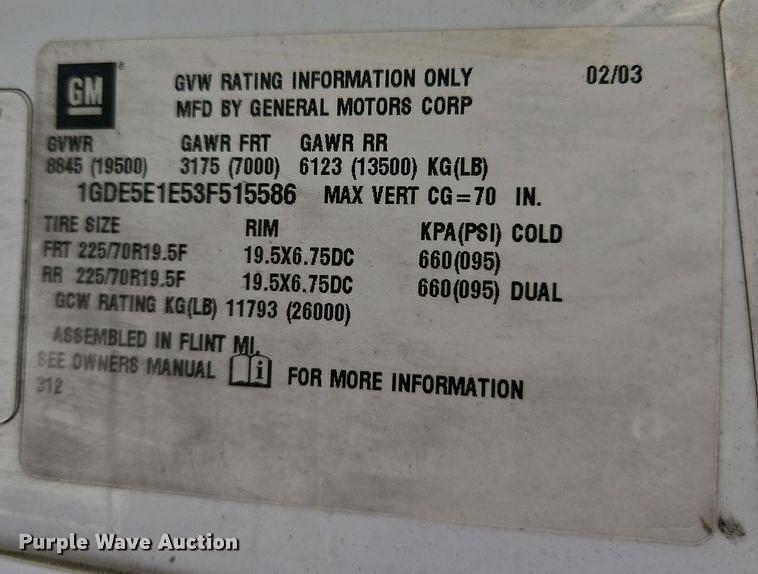 GM®
GVW RATING INFORMATION ONLY 02/03
MFD BY GENERAL MOTORS CORP
GVWR GAWR FRT GAWR RR
8845 (19500) 3175 (7000) 6123 (13500) KG(LB)
1GDE5E1E53F515586 MAX VERT CG=70 IN.
TIRE SIZE RIM KPA(PSI) COLD
FRT 225/70R19.5F 19.5X6.75DC 660(095)
RR 225/70R19.5F 19.5X6.75DC 660(095) DUAL
GCW RATING KG(LB) 11793 (26000)
ASSEMBLED IN FLINT MI.
SEE OWNERS MANUAL i FOR MORE INFORMATION
312
Purple Wave Auction